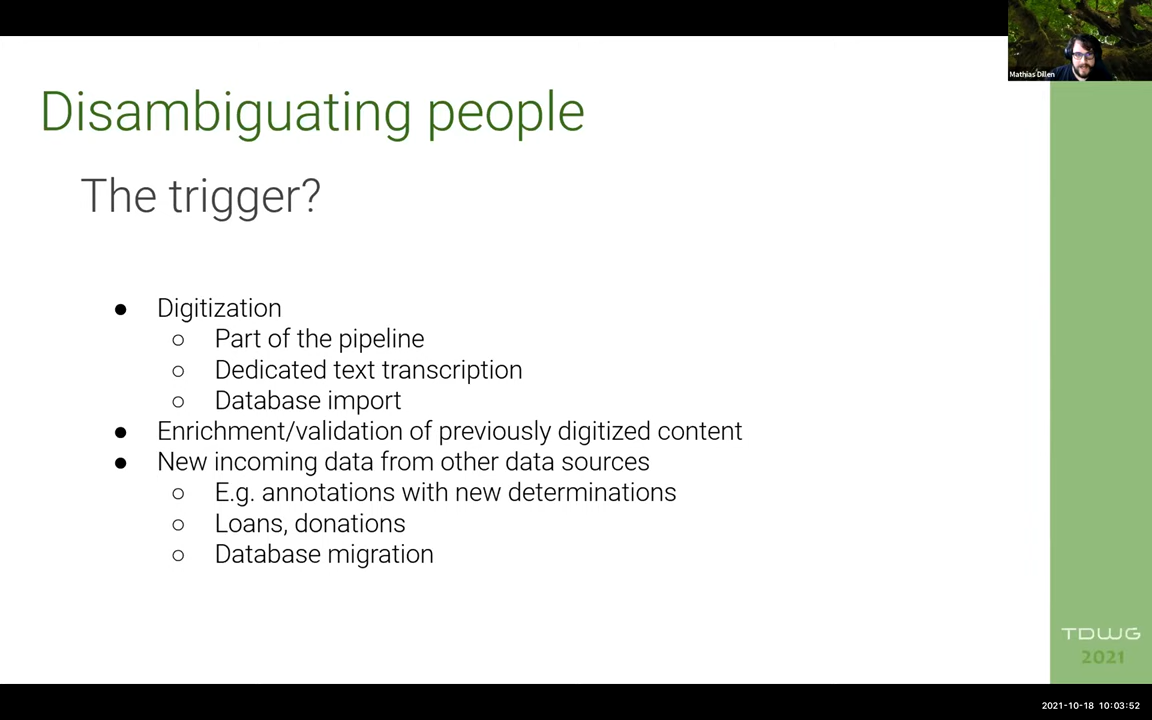 Mathias Dillen
Disambiguating people
The trigger?
● Digitization
○ Part of the pipeline
○ Dedicated text transcription
○ Database import
● Enrichment/validation of previously digitized content
● New incoming data from other data sources
○ E.g. annotations with new determinations
○ Loans, donations
○ Database migration
TDWG
2021
2021-10-18 10:03:52